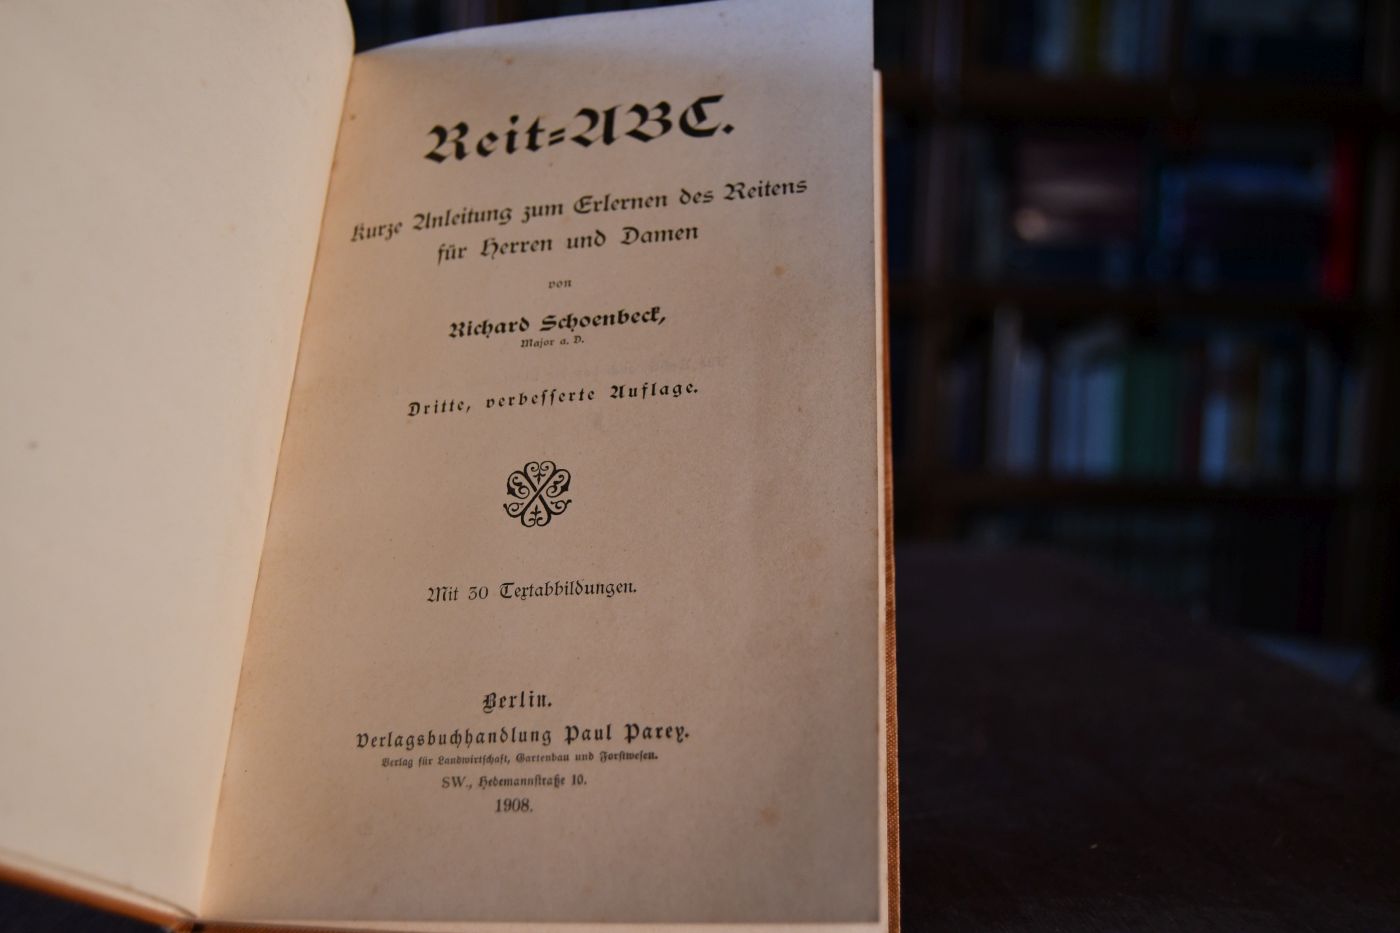 Reit=ABC.
Kurze Anleitung zum Erlernen des Reitens
für Herren und Damen
von
Richard Schoenbeck,
Major a. D.
Dritte, verbesserte Auflage.
Mit 30 Textabbildungen.
Berlin.
Verlagsbuchhandlung Paul Parey.
Verlag für Landwirtschaft, Gartenbau und Forstwesen.
SW., Hedemannstraße 10.
1908.